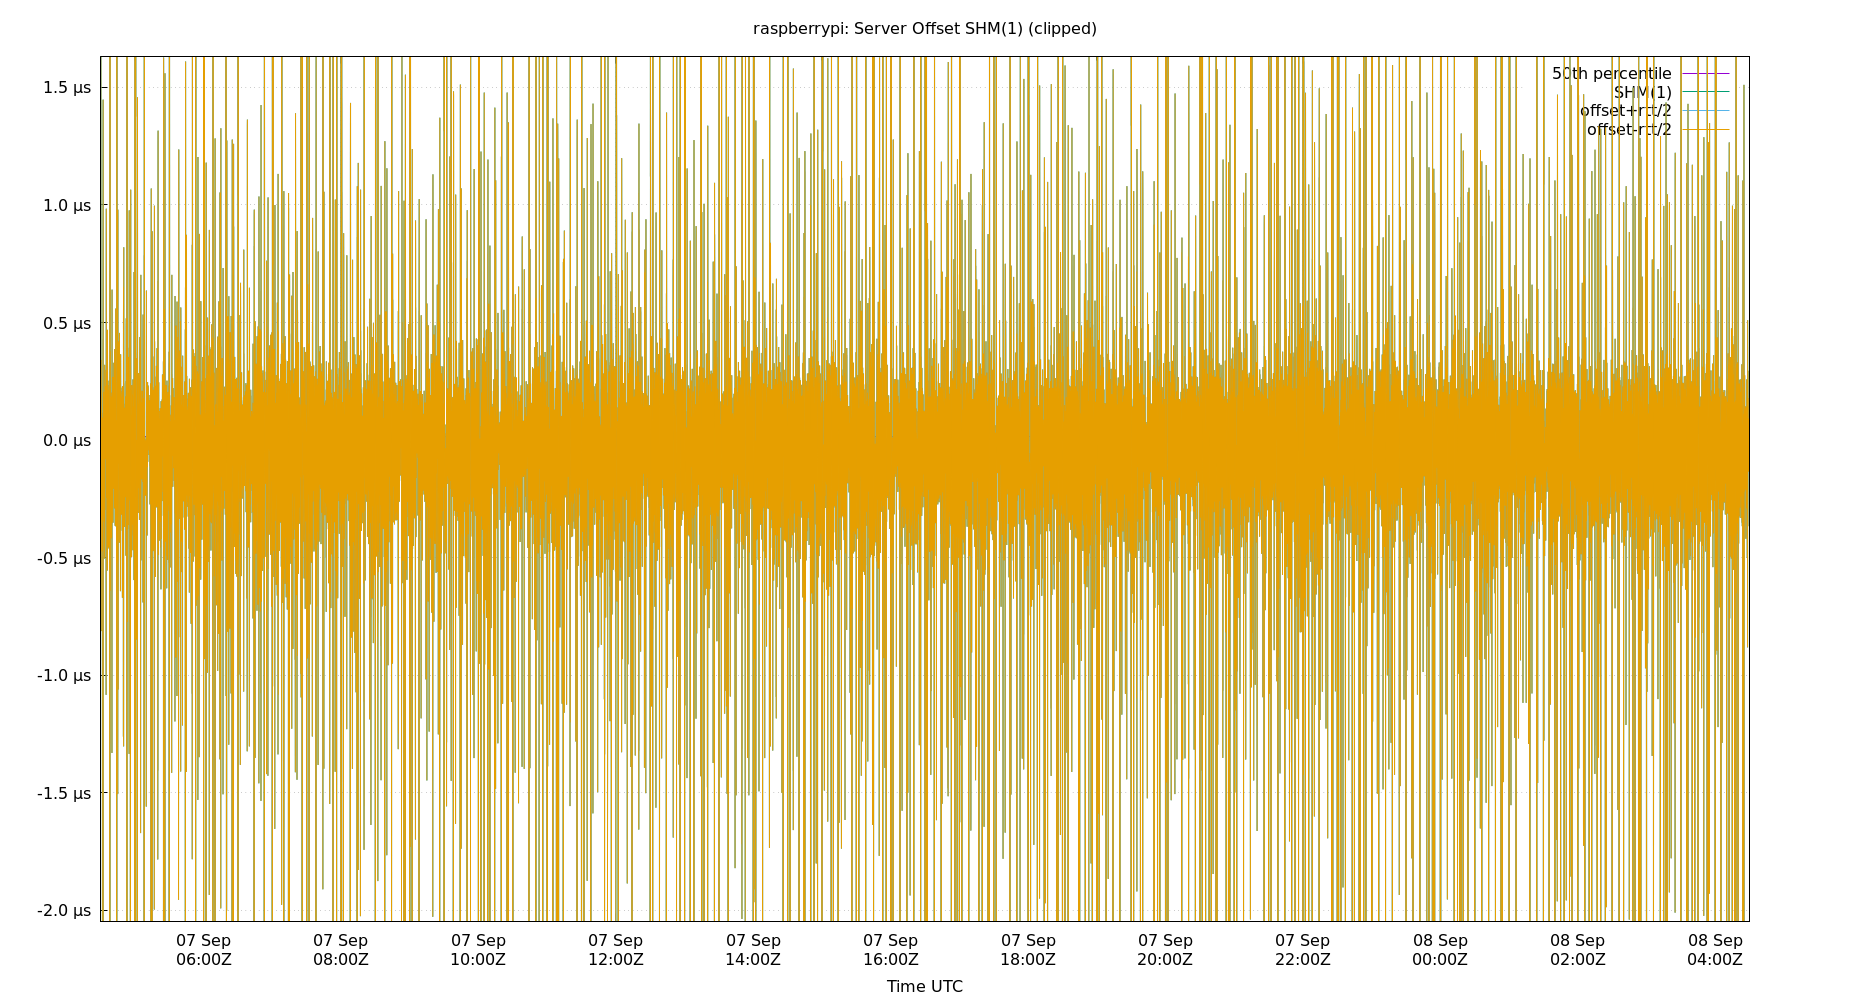 raspberrypi: Server Offset SHM(1) (clipped)
50th percentile
SHM(1)
offset+rtt/2
offset-rtt/2
1.5 µs
1.0 µs
0.5 µs
0.0 µs
-0.5 µs
-1.0 µs
-1.5 µs
-2.0 µs
07 Sep 07 Sep 07 Sep 07 Sep 07 Sep 07 Sep 07 Sep 07 Sep 07 Sep 08 Sep 08 Sep 08 Sep
06:00Z 08:00Z 10:00Z 12:00Z 14:00Z 16:00Z 18:00Z 20:00Z 22:00Z 00:00Z 02:00Z 04:00Z
Time UTC